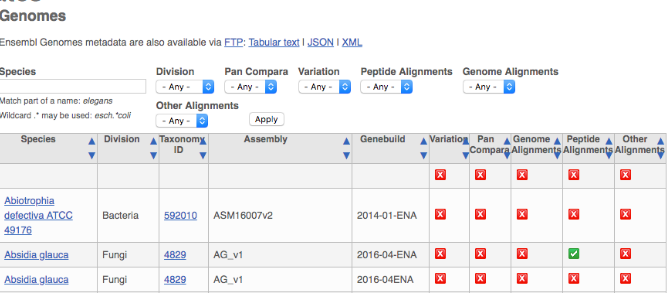 Genomes
Ensembl Genomes metadata are also available via FTP: Tabular text | JSON | XML
Species Division Pan Compara Variation Peptide Alignments Genome Alignments
- Any - - Any - - Any - - Any - - Any -
Match part of a name: elegans
Wildcard .* may be used: esch.*coli
Other Alignments
- Any - Apply
Species Division Taxonomy ID Assembly Genebuild Variation Pan Compara Genome Alignments Peptide Alignments Other Alignments
Abiotrophia defectiva ATCC 49176 Bacteria 592010 ASM16007v2 2014-01-ENA
Absidia glauca Fungi 4829 AG_v1 2016-04-ENA
Absidia glauca Fungi 4829 AG_v1 2016-04ENA